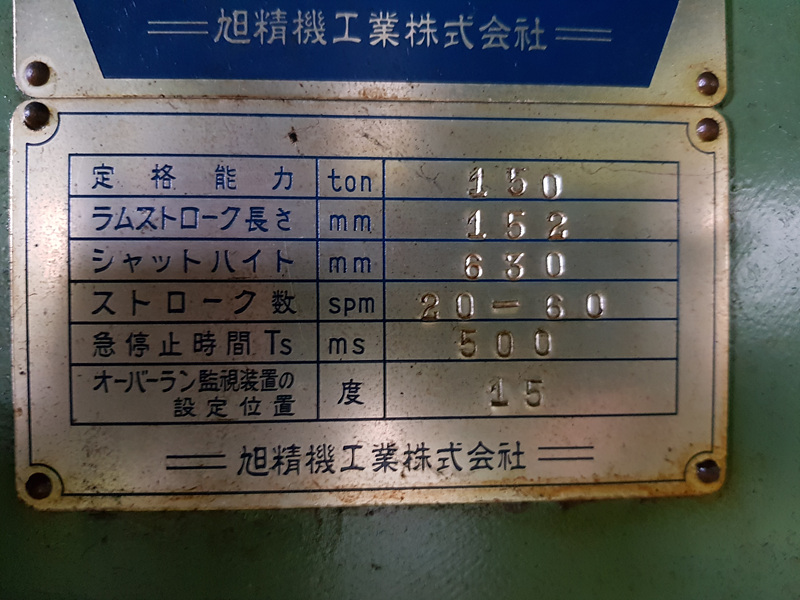 旭精機工業株式会社
定格能力 ton 150
ラムストローク長さ mm 152
シャットハイト mm 630
ストローク数 spm 20-60
急停止時間 Ts ms 500
オーバーラン監視装置の
設定位置 度 15
旭精機工業株式会社